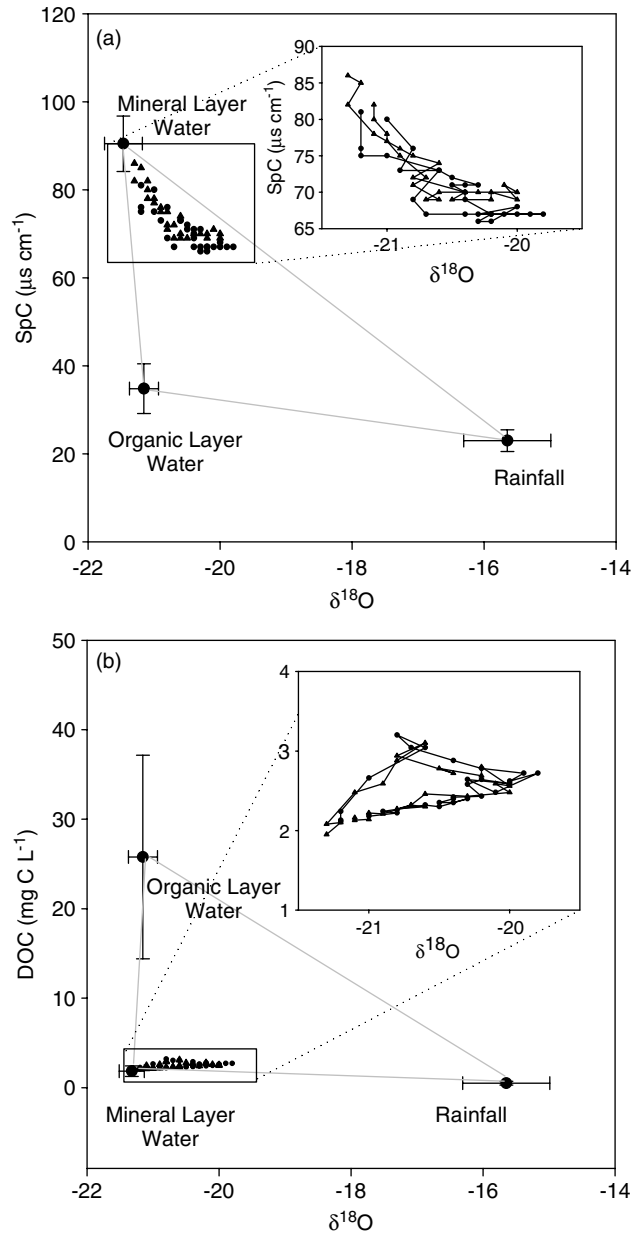 (a)
120
100
80
60
40
20
0
SpC (μs cm⁻¹)
Mineral Layer
Water
Organic Layer
Water
Rainfall
-22
-20
-18
-16
-14
δ¹⁸O
90
85
80
75
70
65
SpC (μs cm⁻¹)
-21
-20
δ¹⁸O
(b)
50
40
30
20
10
0
DOC (mg C L⁻¹)
Organic Layer
Water
Mineral Layer
Water
Rainfall
-22
-20
-18
-16
-14
δ¹⁸O
4
3
2
1
-21
-20
δ¹⁸O